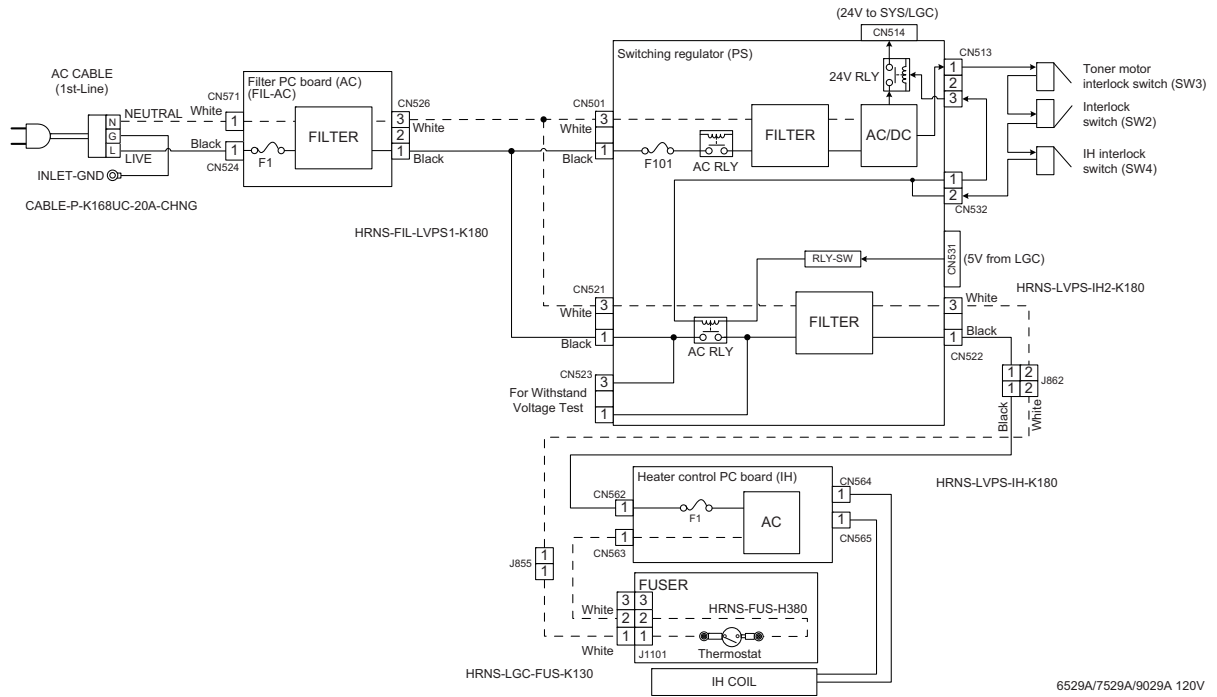 (24V to SYS/LGC)
CN514
Switching regulator (PS)
CN513
24V RLY
1
2
3
Toner motor
interlock switch (SW3)
Interlock
switch (SW2)
IH interlock
switch (SW4)
AC CABLE
(1st-Line)
Filter PC board (AC)
(FIL-AC)
CN571
CN526
CN501
NEUTRAL
White
N
G
L
1
FILTER
3
White
2
1
Black
LIVE
Black
1
CN524
F1
INLET-GND
CABLE-P-K168UC-20A-CHNG
3
White
Black
1
F101
AC RLY
FILTER
AC/DC
1
2
CN532
HRNS-FIL-LVPS1-K180
RLY-SW
CN531
(5V from LGC)
HRNS-LVPS-IH2-K180
CN521
3
White
1
Black
AC RLY
FILTER
3
White
Black
1
CN522
CN523
3
For Withstand
Voltage Test
1
1 2
1 2
J862
Black
White
Heater control PC board (IH)
HRNS-LVPS-IH-K180
CN562
1
F1
AC
CN564
1
1
CN563
1
CN565
J855
1
1
FUSER
3 3
White
2 2
HRNS-FUS-H380
1 1
White
J1101
Thermostat
HRNS-LGC-FUS-K130
IH COIL
6529A/7529A/9029A 120V